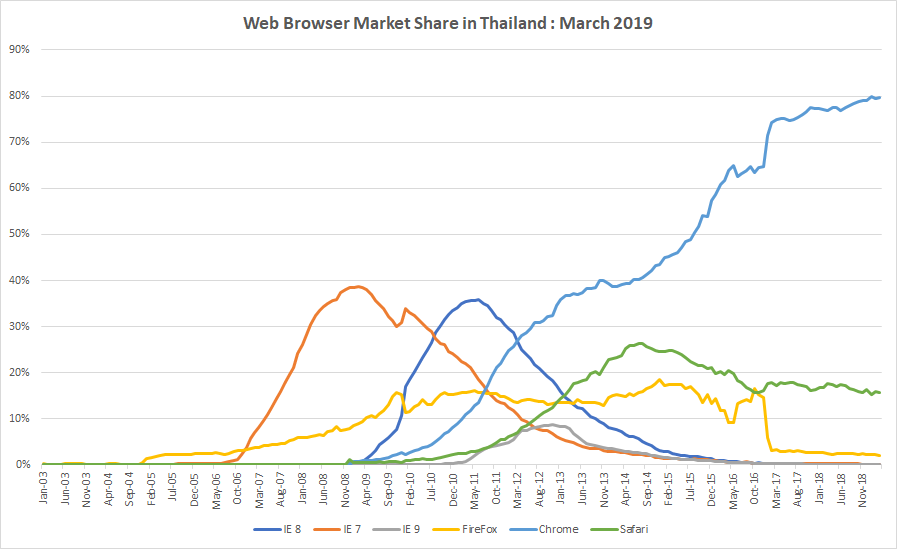 Web Browser Market Share in Thailand : March 2019
90%
80%
70%
60%
50%
40%
30%
20%
10%
0%
Jan-03
Jun-03
Nov-03
Apr-04
Sep-04
Feb-05
Jul-05
Dec-05
May-06
Oct-06
Mar-07
Aug-07
Jan-08
Jun-08
Nov-08
Apr-09
Sep-09
Feb-10
Jul-10
Dec-10
May-11
Oct-11
Mar-12
Aug-12
Jan-13
Jun-13
Nov-13
Apr-14
Sep-14
Feb-15
Jul-15
Dec-15
May-16
Oct-16
Mar-17
Aug-17
Jan-18
Jun-18
Nov-18
IE 8
IE 7
IE 9
FireFox
Chrome
Safari